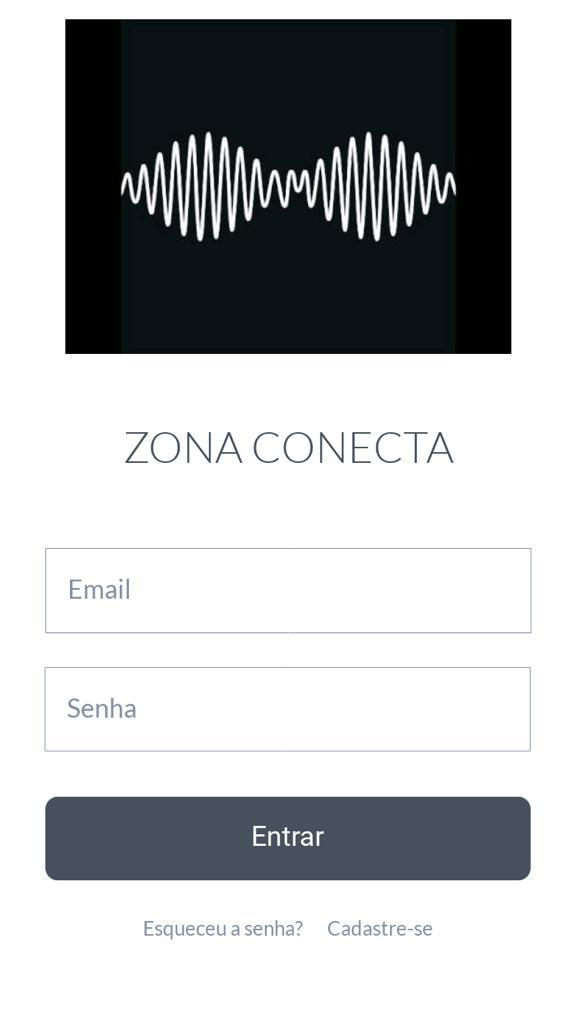 ZONA CONECTA
Email
Senha
Entrar
Esqueceu a senha? Cadastre-se